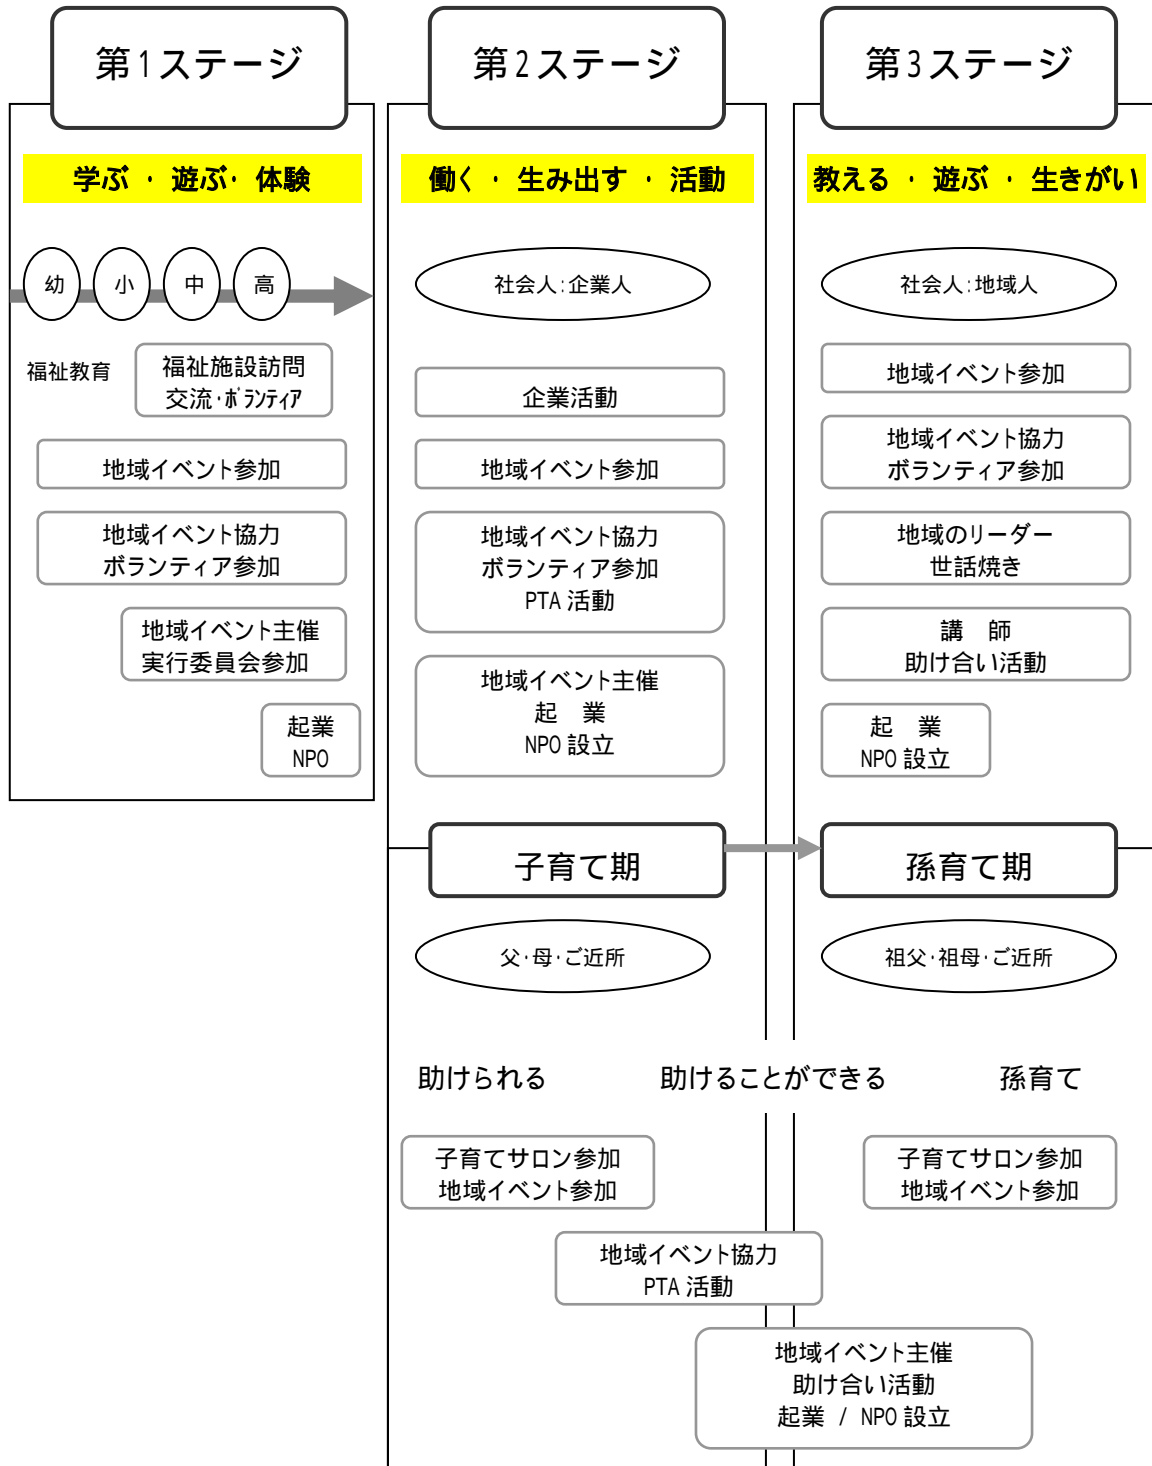 第1ステージ
学ぶ ・ 遊ぶ・ 体験
幼 小 中 高
福祉教育
福祉施設訪問
交流・ボランティア
地域イベント参加
地域イベント協力
ボランティア参加
地域イベント主催
実行委員会参加
起業
NPO
第2ステージ
働く ・ 生み出す ・ 活動
社会人:企業人
企業活動
地域イベント参加
地域イベント協力
ボランティア参加
PTA 活動
地域イベント主催
起 業
NPO 設立
第3ステージ
教える ・ 遊ぶ ・ 生きがい
社会人:地域人
地域イベント参加
地域イベント協力
ボランティア参加
地域のリーダー
世話焼き
講 師
助け合い活動
起 業
NPO 設立
子育て期
孫育て期
父・母・ご近所
祖父・祖母・ご近所
助けられる
助けることができる
孫育て
子育てサロン参加
地域イベント参加
子育てサロン参加
地域イベント参加
地域イベント協力
PTA 活動
地域イベント主催
助け合い活動
起業 / NPO 設立